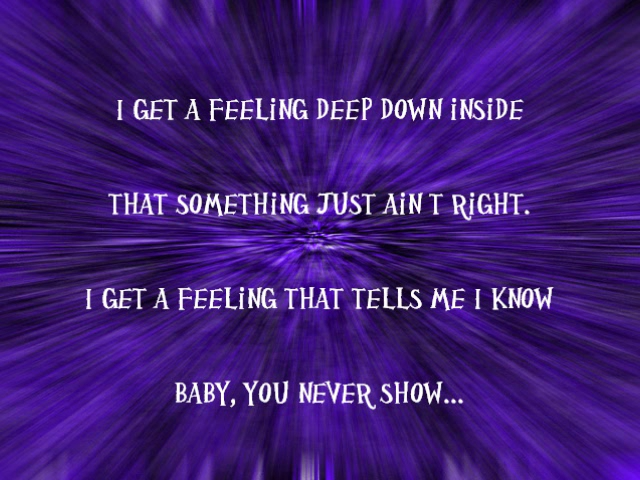 I GET A FEELING DEEP DOWN INSIDE
THAT SOMETHING JUST AIN T RIGHT.
I GET A FEELING THAT TELLS ME I KNOW
BABY, YOU NEVER SHOW...